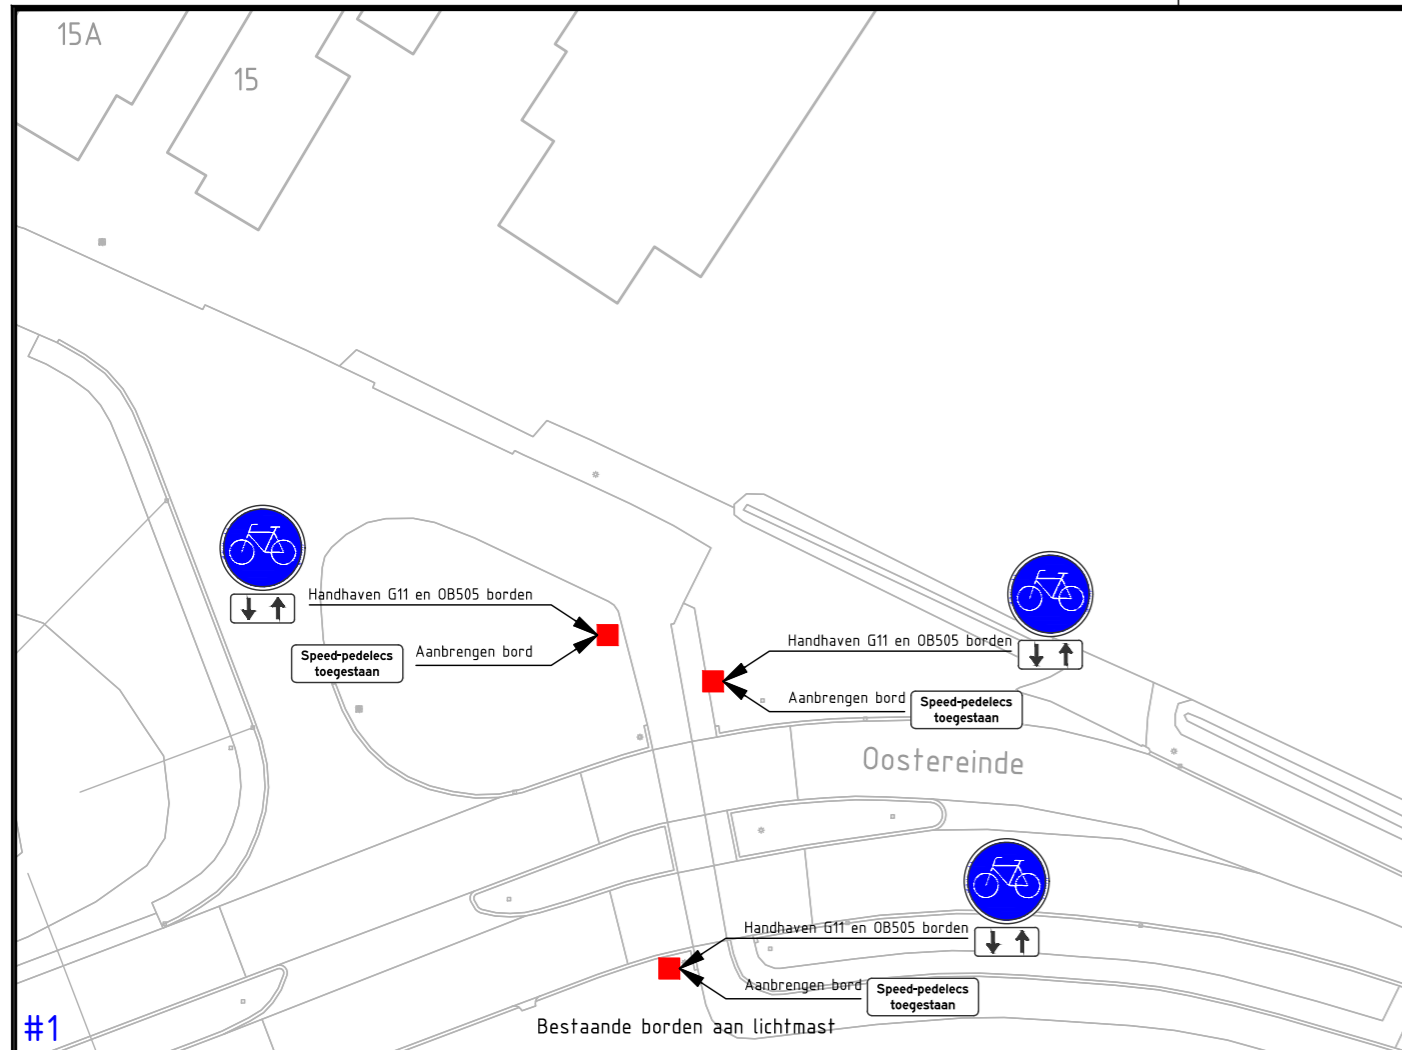 15A
15
Handhaven G11 en OB505 borden
Speed-pedelecs
toegestaan
Aanbrengen bord
Handhaven G11 en OB505 borden
Aanbrengen bord
Speed-pedelecs
toegestaan
Oostereinde
Handhaven G11 en OB505 borden
Aanbrengen bord
Speed-pedelecs
toegestaan
Bestaande borden aan lichtmast
#1